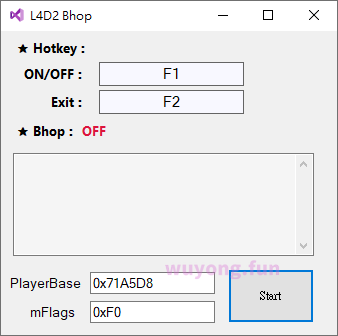 L4D2 Bhop
★ Hotkey :
ON/OFF : F1
Exit : F2
★ Bhop : OFF
wuyong.fun
PlayerBase 0x71A5D8
mFlags 0xF0
Start